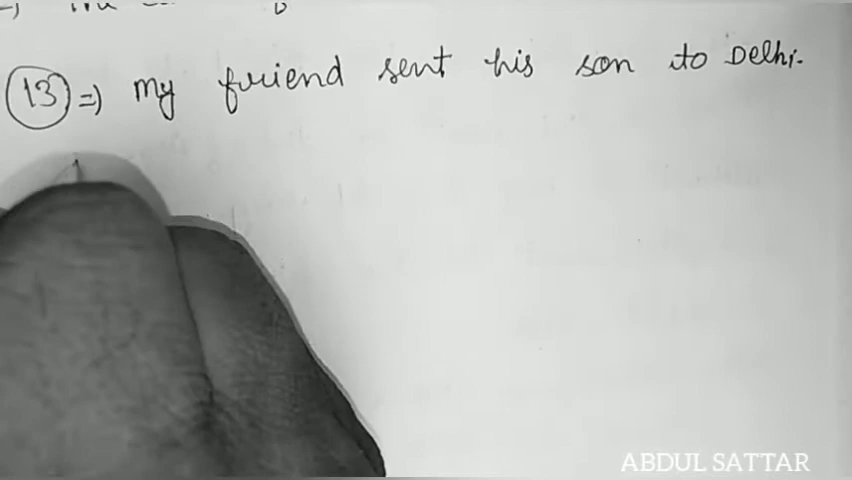 13 => My friend sent his son to Delhi.
ABDUL SATTAR